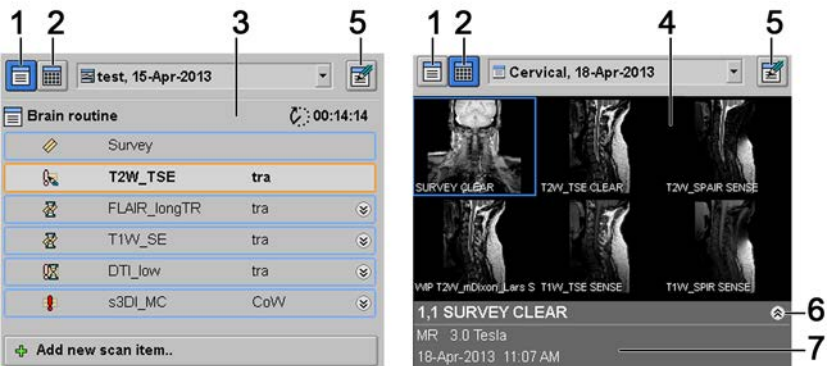 1 2 3 5
test, 15-Apr-2013
Brain routine 00:14:14
Survey
T2W_TSE tra
FLAIR_longTR tra
T1W_SE tra
DTI_low tra
s3DI_MC CoW
Add new scan item..
1 2 4 5
Cervical, 18-Apr-2013
SURVEY CLEAR T2W_TSE CLEAR T2W_SPAIR SENSE
WIP T2W_mDixon_Lars S T1W_TSE SENSE T1W_SPIR SENSE
1,1 SURVEY CLEAR 6
MR 3.0 Tesla
18-Apr-2013 11:07 AM 7